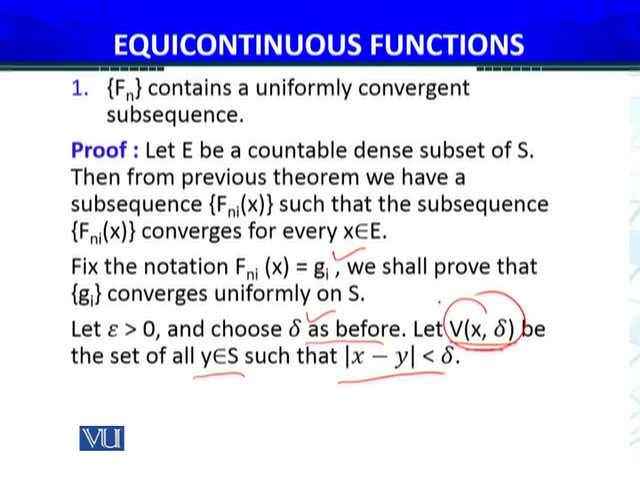 EQUICONTINUOUS FUNCTIONS
1. {Fₙ} contains a uniformly convergent
subsequence.
Proof : Let E be a countable dense subset of S.
Then from previous theorem we have a
subsequence {Fₙᵢ(x)} such that the subsequence
{Fₙᵢ(x)} converges for every x∈E.
Fix the notation Fₙᵢ (x) = gᵢ , we shall prove that
{gᵢ} converges uniformly on S.
Let ε > 0, and choose δ as before. Let V(x, δ) be
the set of all y∈S such that |x − y| < δ.
VU